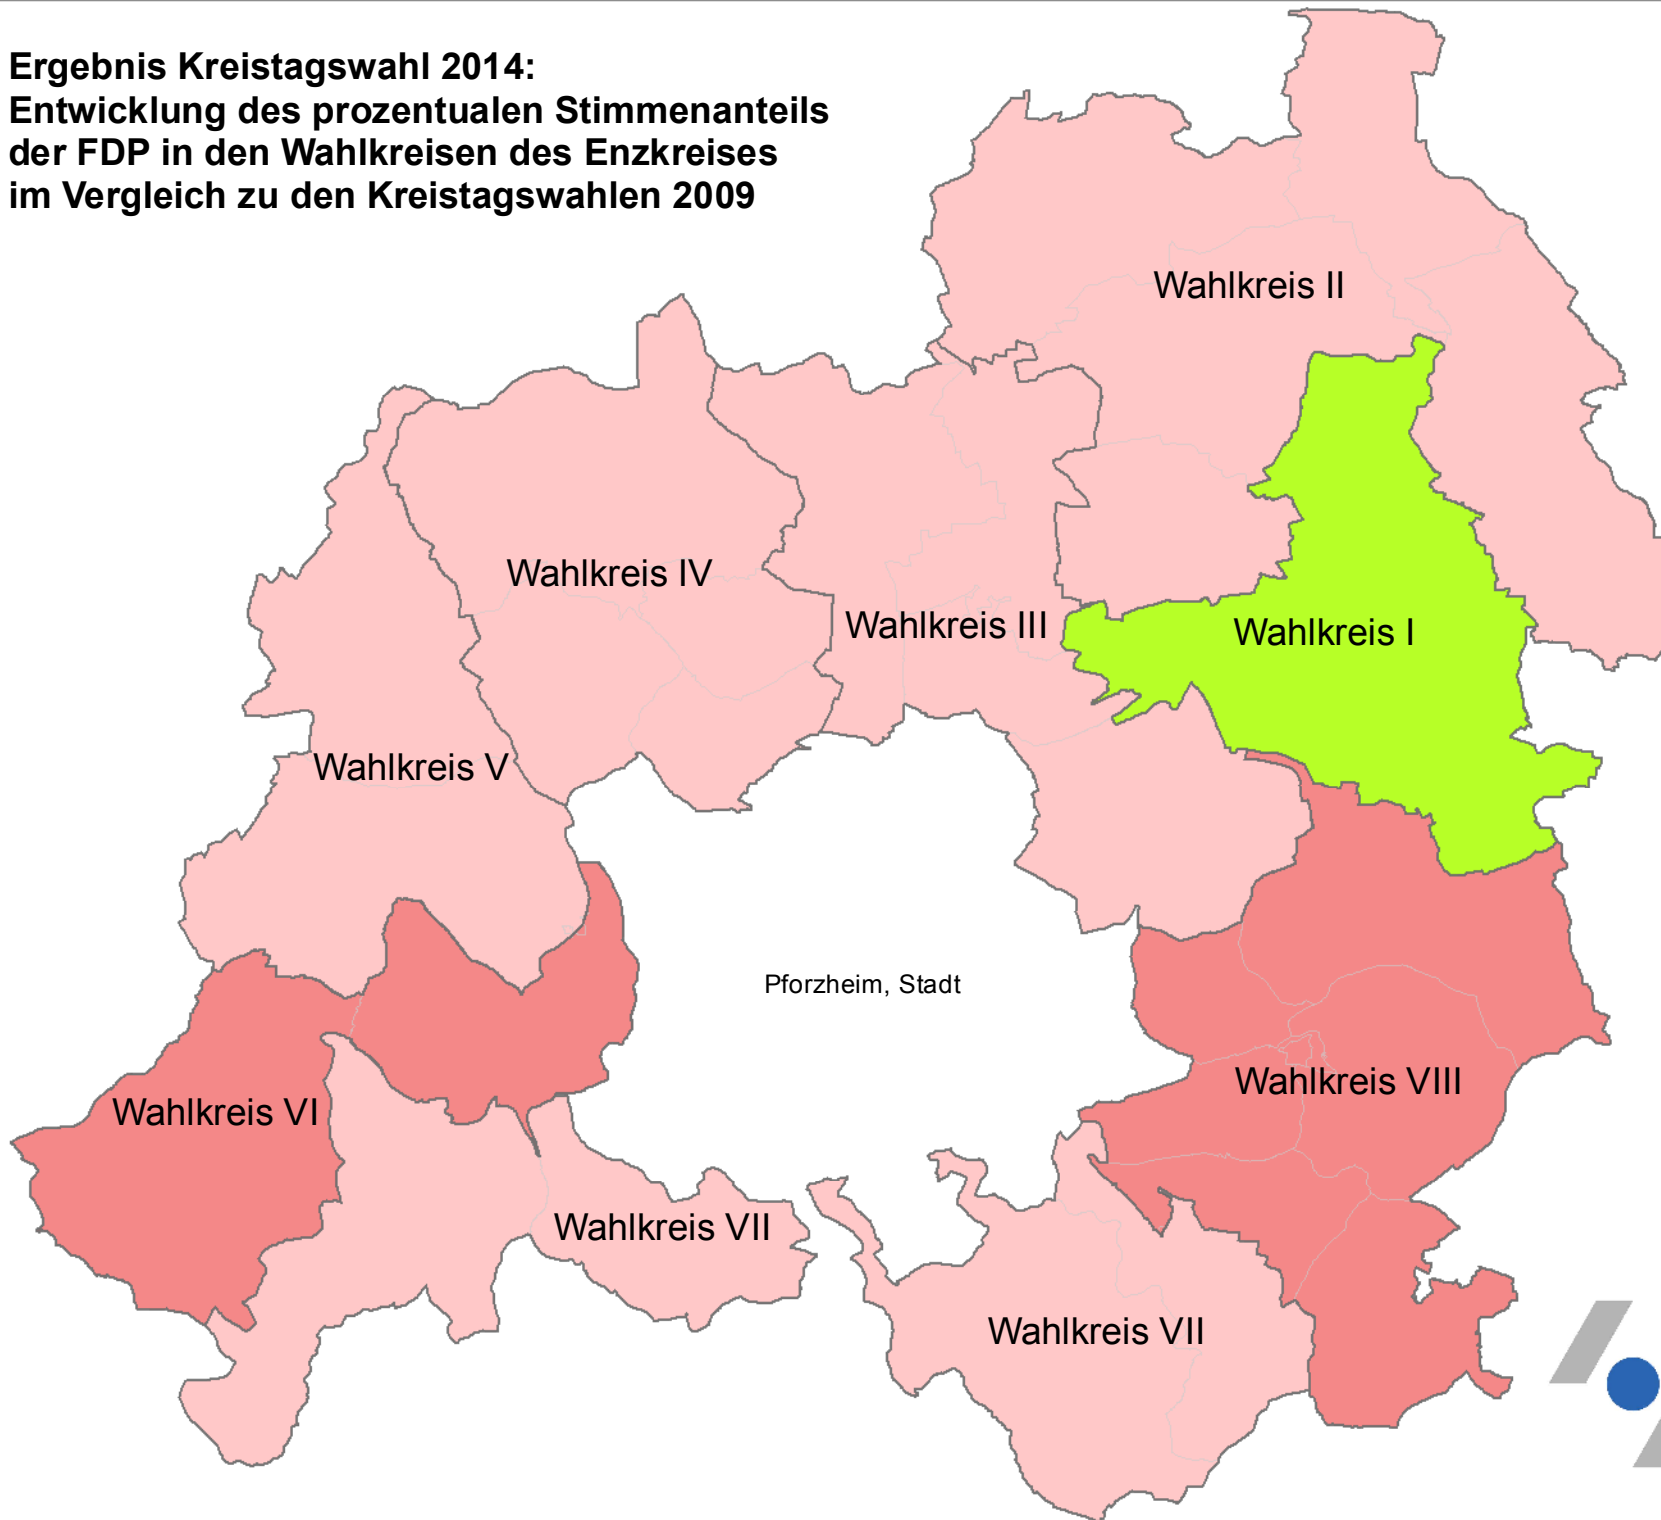 Ergebnis Kreistagswahl 2014:
Entwicklung des prozentualen Stimmenanteils
der FDP in den Wahlkreisen des Enzkreises
im Vergleich zu den Kreistagswahlen 2009
Wahlkreis II
Wahlkreis IV
Wahlkreis III
Wahlkreis I
Wahlkreis V
Pforzheim, Stadt
Wahlkreis VIII
Wahlkreis VI
Wahlkreis VII
Wahlkreis VII